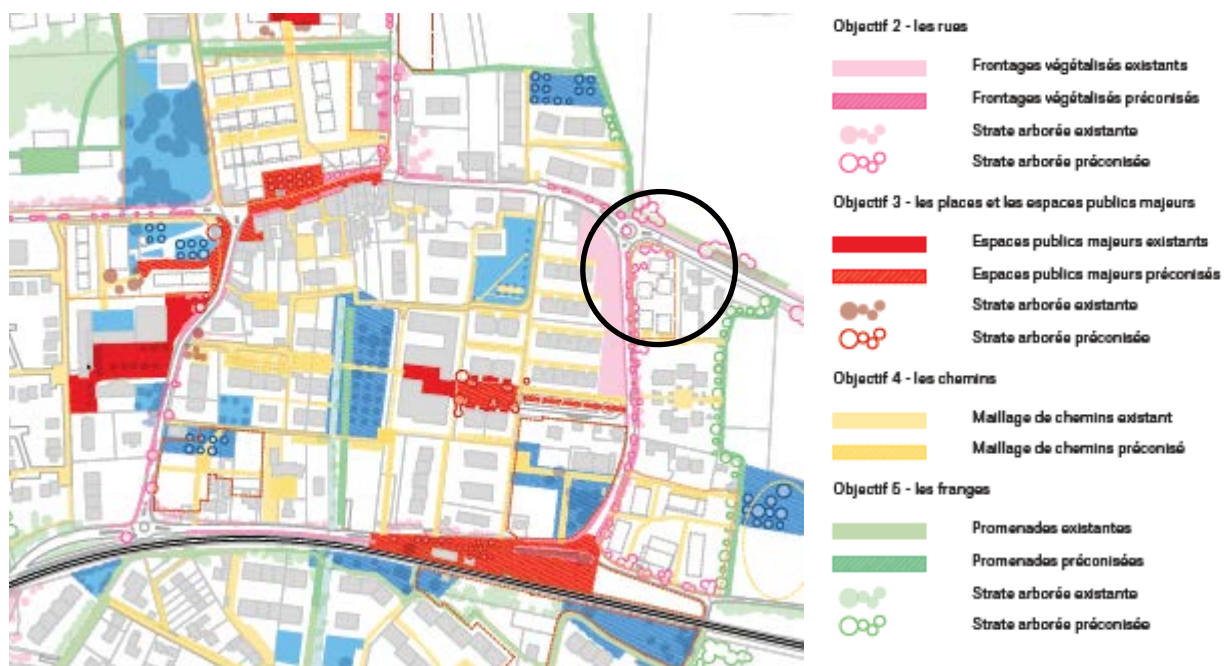 Objectif 2 - les rues
Frontages végétalisés existants
Frontages végétalisés préconisés
Strate arborée existante
Strate arborée préconisée
Objectif 3 - les places et les espaces publics majeurs
Espaces publics majeurs existants
Espaces publics majeurs préconisés
Strate arborée existante
Strate arborée préconisée
Objectif 4 - les chemins
Maillage de chemins existant
Maillage de chemins préconisé
Objectif 5 - les franges
Promenades existantes
Promenades préconisées
Strate arborée existante
Strate arborée préconisée